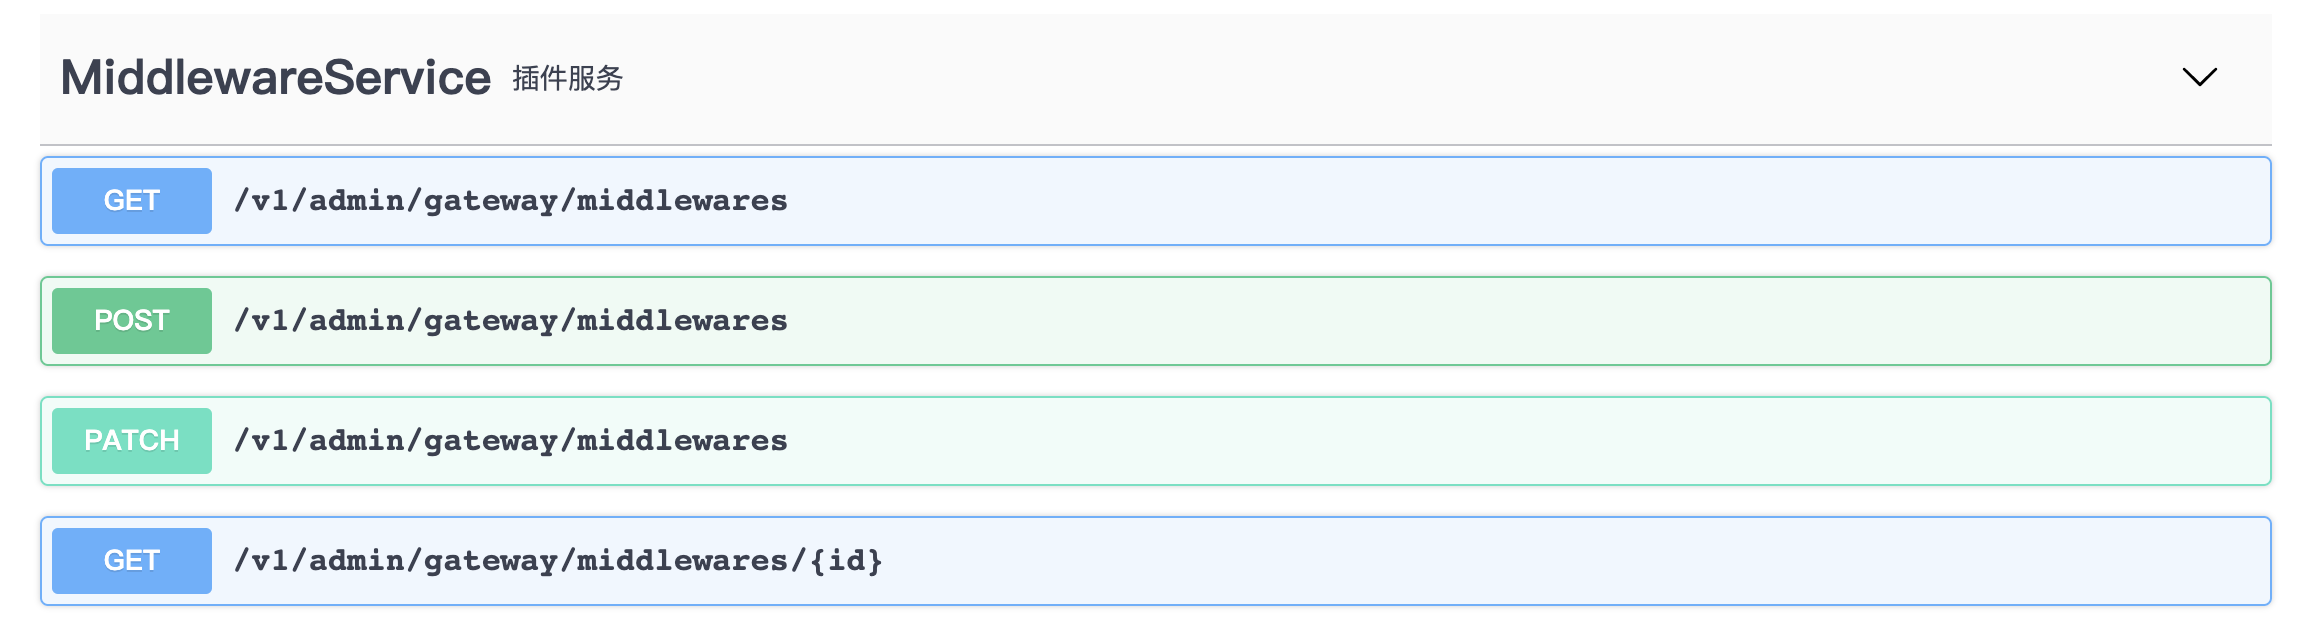 MiddlewareService 插件服务
GET /v1/admin/gateway/middlewares
POST /v1/admin/gateway/middlewares
PATCH /v1/admin/gateway/middlewares
GET /v1/admin/gateway/middlewares/{id}